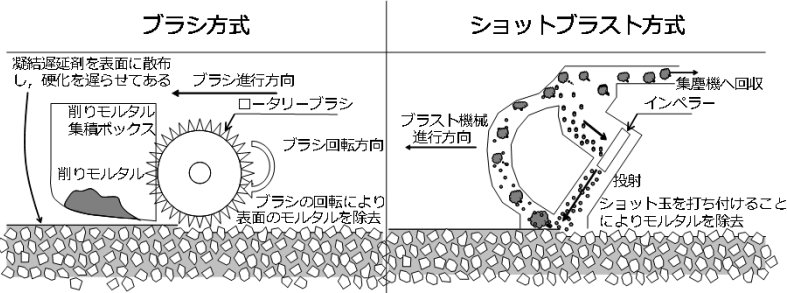 ブラシ方式
凝結遅延剤を表面に散布
し，硬化を遅らせてある
ブラシ進行方向
ロータリーブラシ
削りモルタル
集積ボックス
ブラシ回転方向
削りモルタル
ブラシの回転により
表面のモルタルを除去
ショットブラスト方式
集塵機へ回収
インペラー
ブラスト機械
進行方向
投射
ショット玉を打ち付けること
によりモルタルを除去